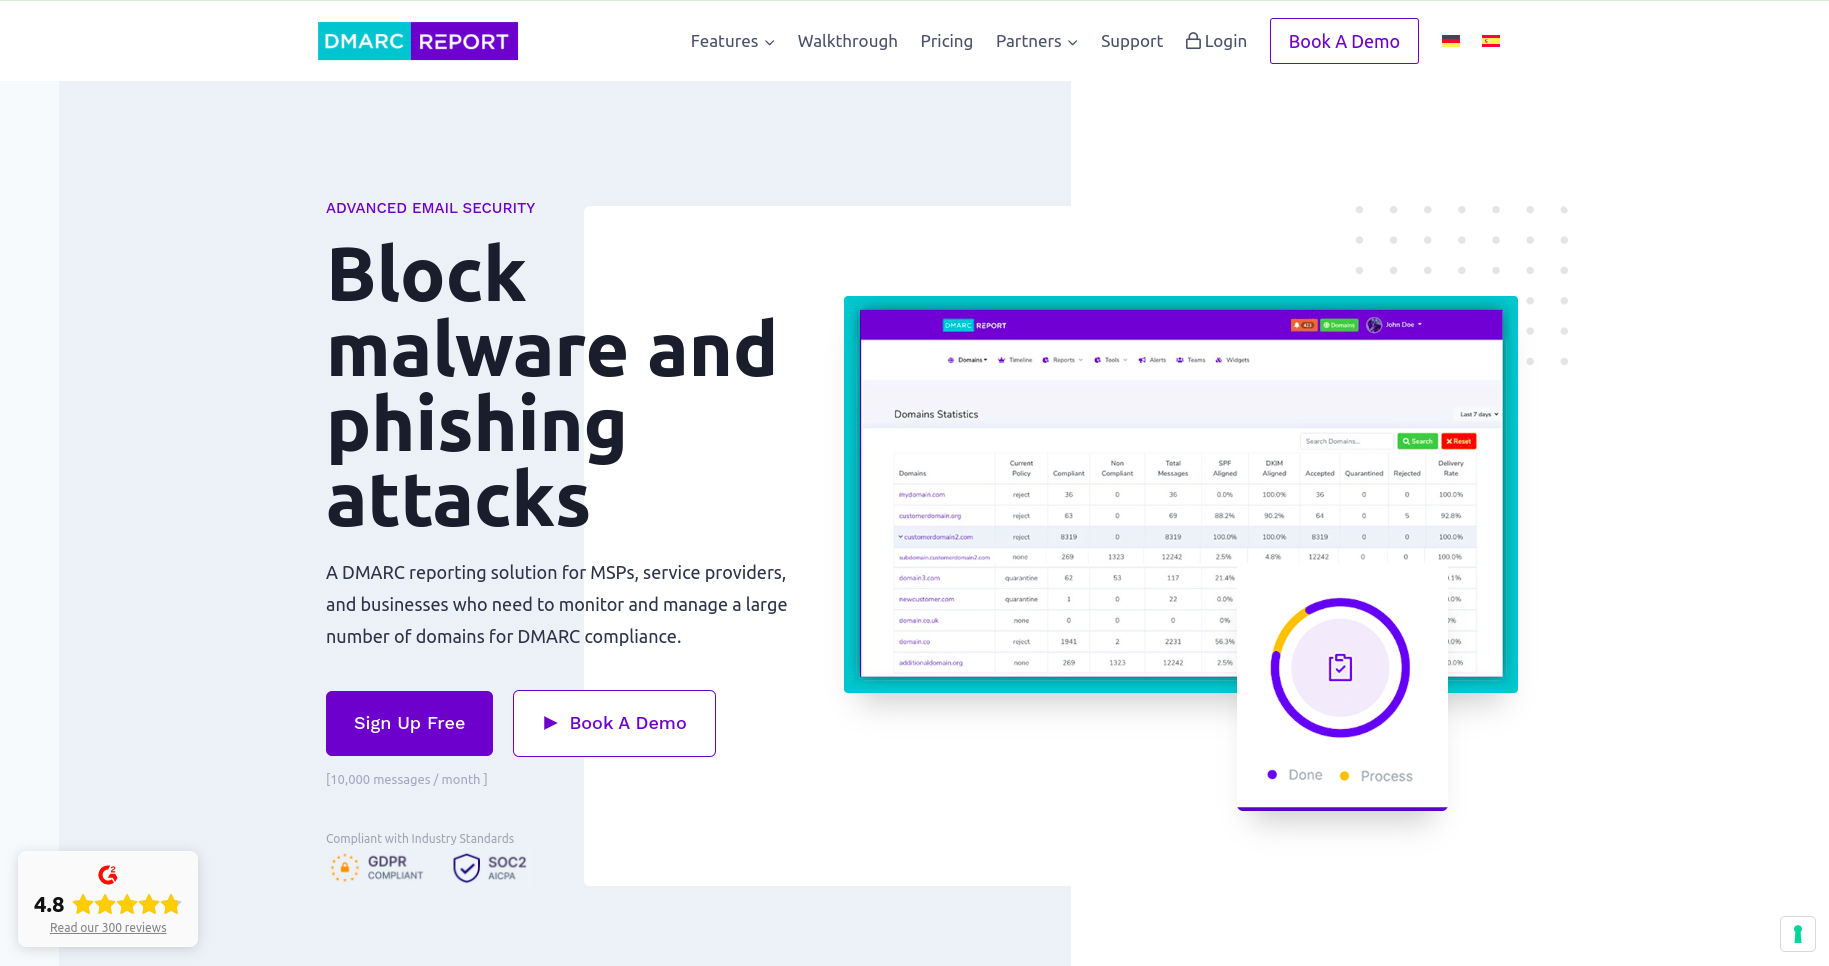 DMARC REPORT
Features Walkthrough Pricing Partners Support Login Book A Demo
ADVANCED EMAIL SECURITY
Block
malware and
phishing
attacks
A DMARC reporting solution for MSPs, service providers,
and businesses who need to monitor and manage a large
number of domains for DMARC compliance.
Sign Up Free
Book A Demo
[10,000 messages / month ]
Compliant with Industry Standards
GDPR
COMPLIANT
SOC2
AICPA
4.8
Read our 300 reviews
DMARC REPORT
423 Domains John Doe
Domains Timeline Reports Tools Alerts Teams Widgets
Domains Statistics
Last 7 days
Search Domains... Search Reset
Domains Current Policy Compliant Non Compliant Total Messages SPF Aligned DKIM Aligned Accepted Quarantined Rejected Delivery Rate
mydomain.com reject 36 0 36 0.0% 100.0% 36 0 0 100.0%
customerdomain.org reject 63 0 69 88.2% 90.2% 64 0 5 92.8%
customerdomain2.com reject 8319 0 8319 100.0% 100.0% 8319 0 0 100.0%
subdomain.customerdomain2.com none 269 1323 12242 2.5% 4.8% 12242 0 0 100.0%
domain3.com quarantine 62 53 117 21.4% .1%
newcustomer.com quarantine 1 0 22 0.0% .0%
domain.co.uk none 0 0 0 0% .0%
domain.co reject 1941 2 2231 56.3% .0%
additionaldomain.org none 269 1323 12242 2.5% .0%
Done Process